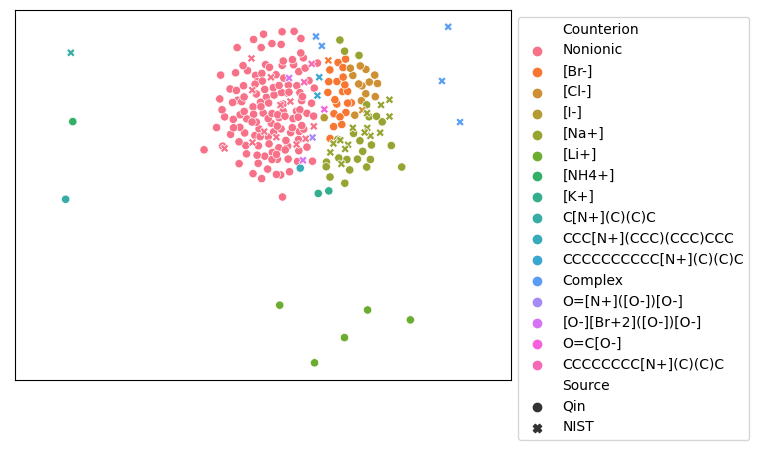 Counterion
Nonionic
[Br-]
[Cl-]
[I-]
[Na+]
[Li+]
[NH4+]
[K+]
C[N+](C)(C)C
CCC[N+](CCC)(CCC)CCC
CCCCCCCCCC[N+](C)(C)C
Complex
O=[N+]([O-])[O-]
[O-][Br+2]([O-])[O-]
O=C[O-]
CCCCCCCC[N+](C)(C)C
Source
Qin
NIST